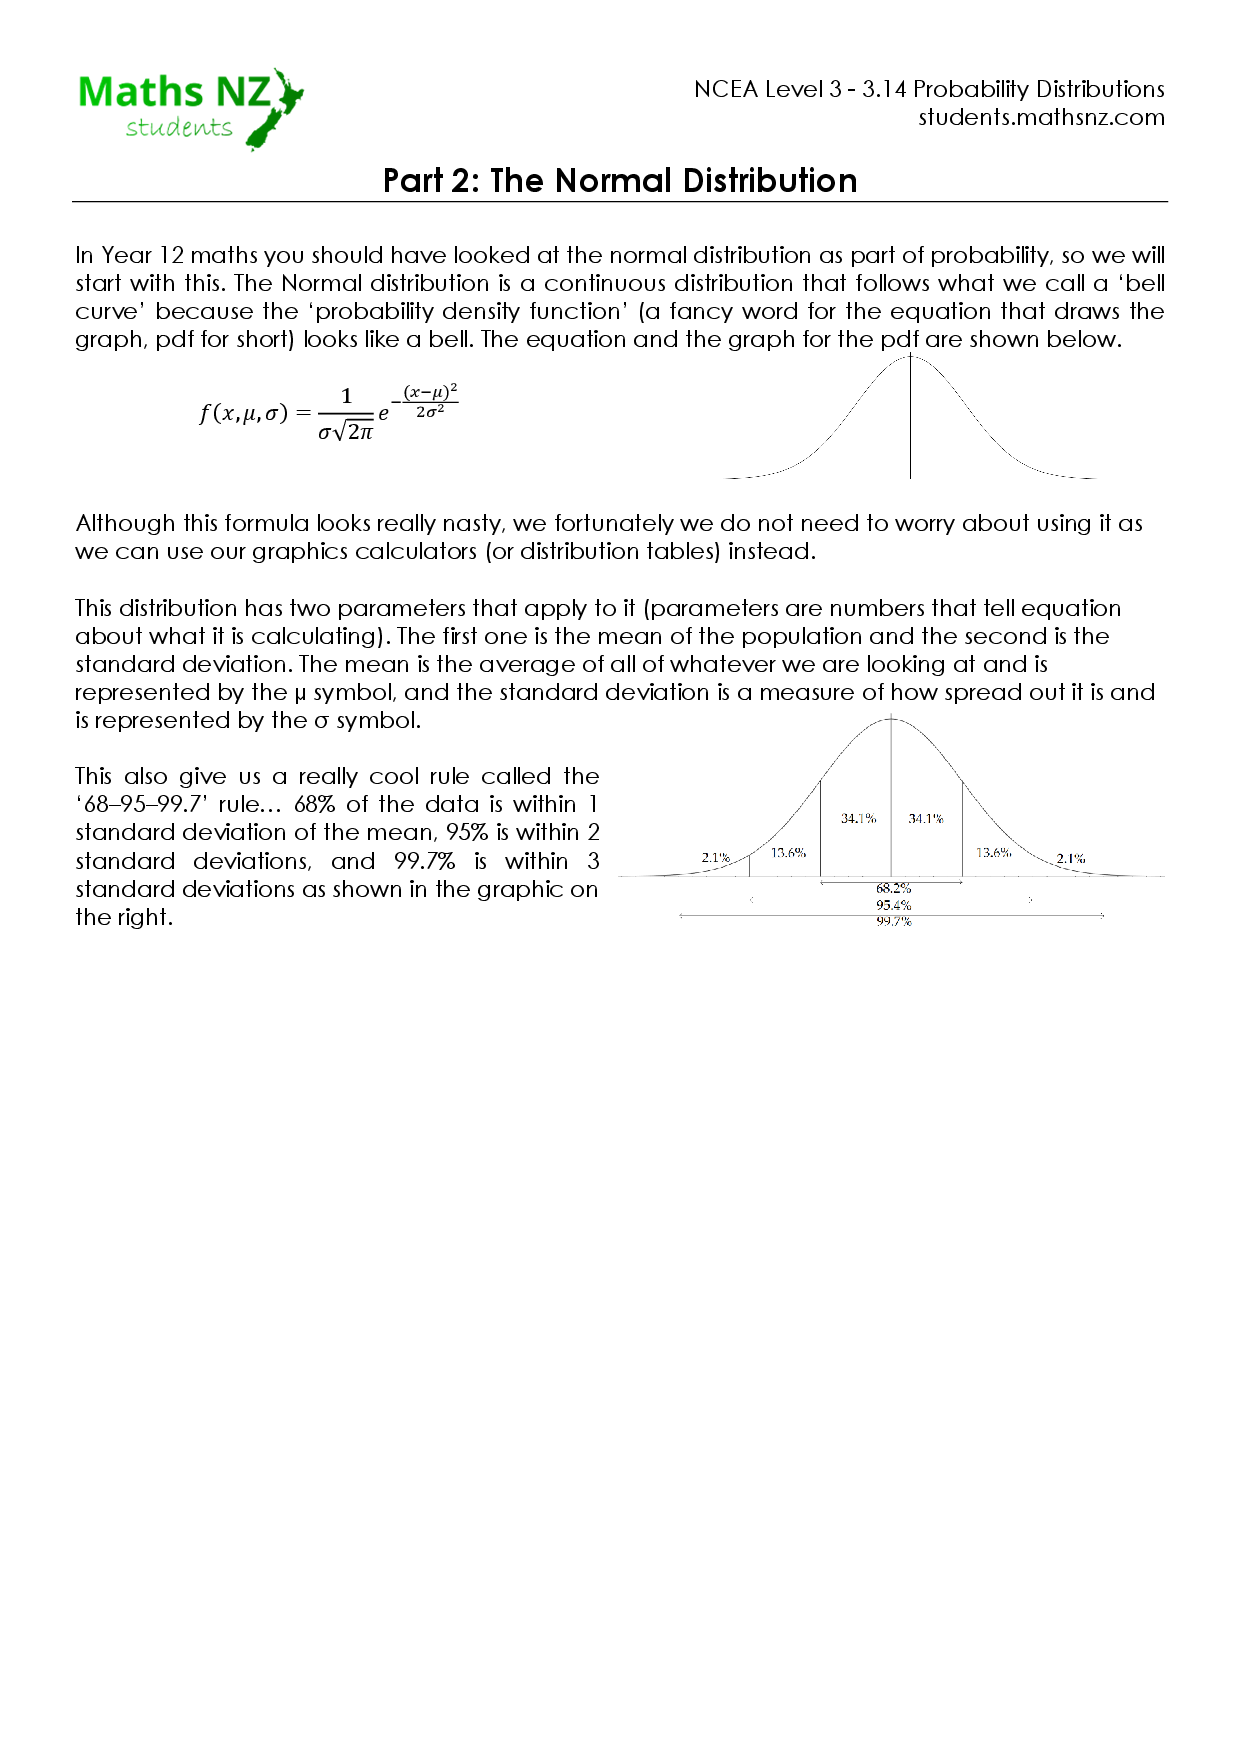 Maths NZ
students
NCEA Level 3 - 3.14 Probability Distributions
students.mathsnz.com
Part 2: The Normal Distribution
In Year 12 maths you should have looked at the normal distribution as part of probability, so we will
start with this. The Normal distribution is a continuous distribution that follows what we call a ‘bell
curve’ because the ‘probability density function’ (a fancy word for the equation that draws the
graph, pdf for short) looks like a bell. The equation and the graph for the pdf are shown below.
f(x, μ, σ) = 1/(σ√2π) e^(−(x−μ)²/2σ²)
Although this formula looks really nasty, we fortunately we do not need to worry about using it as
we can use our graphics calculators (or distribution tables) instead.
This distribution has two parameters that apply to it (parameters are numbers that tell equation
about what it is calculating). The first one is the mean of the population and the second is the
standard deviation. The mean is the average of all of whatever we are looking at and is
represented by the μ symbol, and the standard deviation is a measure of how spread out it is and
is represented by the σ symbol.
This also give us a really cool rule called the
‘68–95–99.7’ rule… 68% of the data is within 1
standard deviation of the mean, 95% is within 2
standard deviations, and 99.7% is within 3
standard deviations as shown in the graphic on
the right.
34.1% 34.1%
2.1% 13.6% 13.6% 2.1%
68.2%
95.4%
99.7%